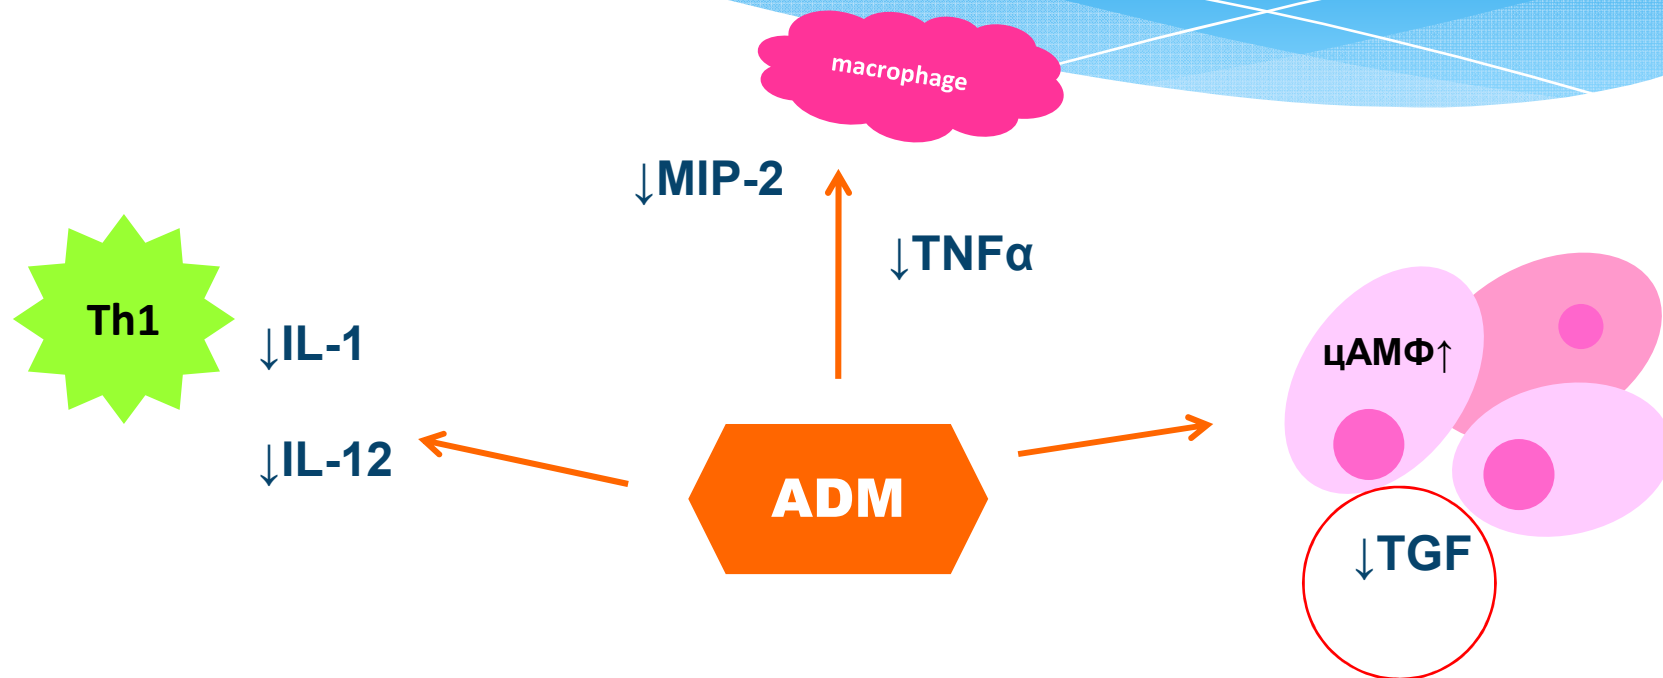 macrophage
↓MIP-2
↓TNFα
Th1
↓IL-1
цАМФ↑
↓IL-12
ADM
↓TGF